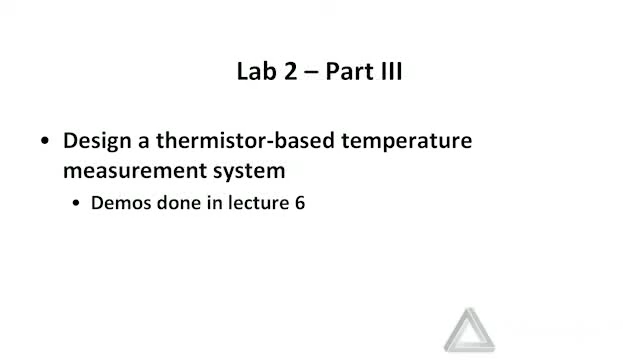 Lab 2 – Part III
• Design a thermistor-based temperature
measurement system
• Demos done in lecture 6